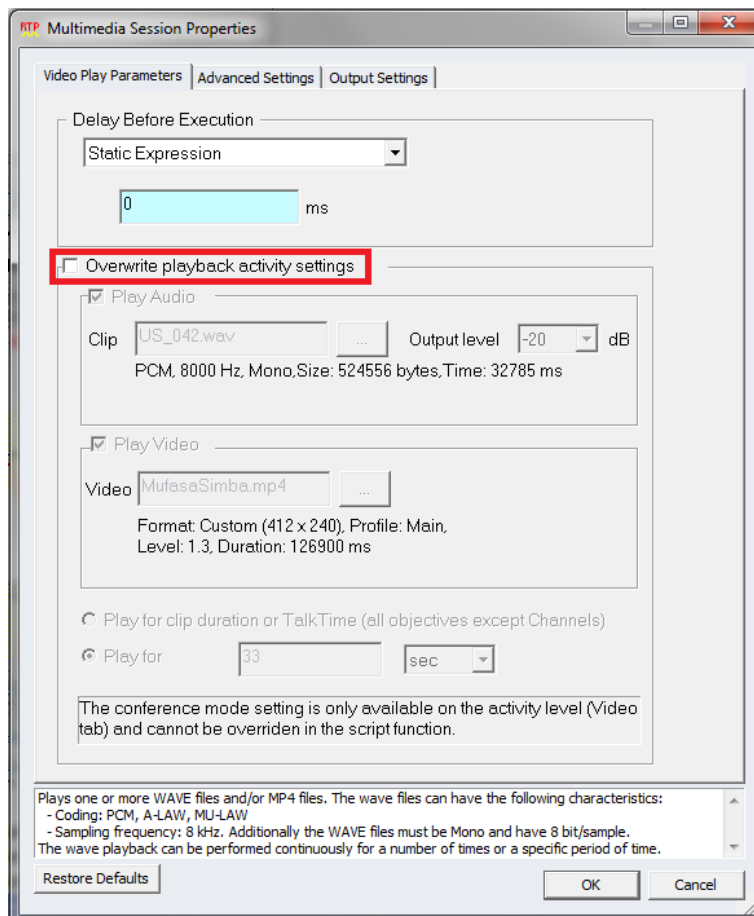 RTP Multimedia Session Properties
Video Play Parameters Advanced Settings Output Settings
Delay Before Execution
Static Expression
0 ms
Overwrite playback activity settings
Play Audio
Clip US_042.wav ... Output level -20 dB
PCM, 8000 Hz, Mono,Size: 524556 bytes,Time: 32785 ms
Play Video
Video MufasaSimba.mp4 ...
Format: Custom (412 x 240), Profile: Main,
Level: 1.3, Duration: 126900 ms
Play for clip duration or TalkTime (all objectives except Channels)
Play for 33 sec
The conference mode setting is only available on the activity level (Video
tab) and cannot be overriden in the script function.
Plays one or more WAVE files and/or MP4 files. The wave files can have the following characteristics:
- Coding: PCM, A-LAW, MU-LAW
- Sampling frequency: 8 kHz. Additionally the WAVE files must be Mono and have 8 bit/sample.
The wave playback can be performed continuously for a number of times or a specific period of time.
Restore Defaults OK Cancel